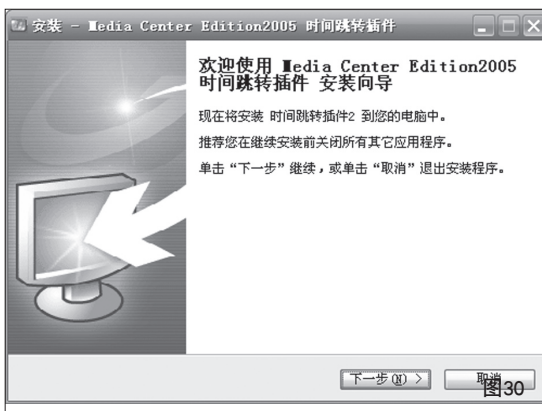 安装 - Media Center Edition2005 时间跳转插件
欢迎使用 Media Center Edition2005
时间跳转插件 安装向导
现在将安装 时间跳转插件2 到您的电脑中。
推荐您在继续安装前关闭所有其它应用程序。
单击“下一步”继续,或单击“取消”退出安装程序。
下一步(N) >
取消
图30